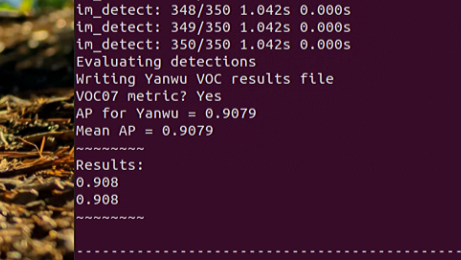 im_detect: 348/350 1.042s 0.000s
im_detect: 349/350 1.042s 0.000s
im_detect: 350/350 1.042s 0.000s
Evaluating detections
Writing Yanwu VOC results file
VOC07 metric? Yes
AP for Yanwu = 0.9079
Mean AP = 0.9079
~~~~~~~~
Results:
0.908
0.908
~~~~~~~~
--------------------------------------------